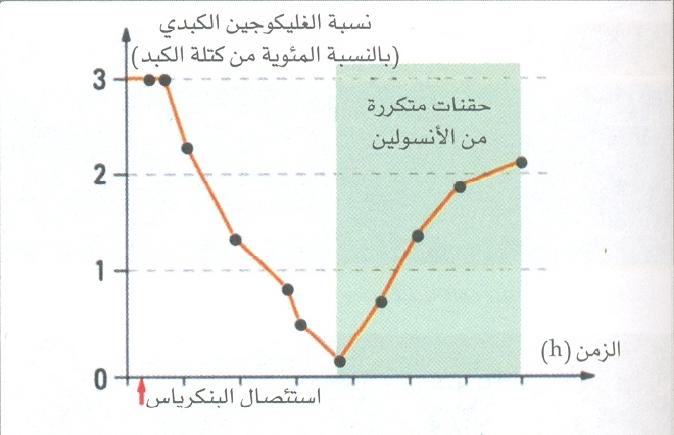 نسبة الغليكوجين الكبدي
(بالنسبة المئوية من كتلة الكبد)
3
حقنات متكررة
من الأنسولين
2
1
الزمن (h)
0
استئصال البنكرياس